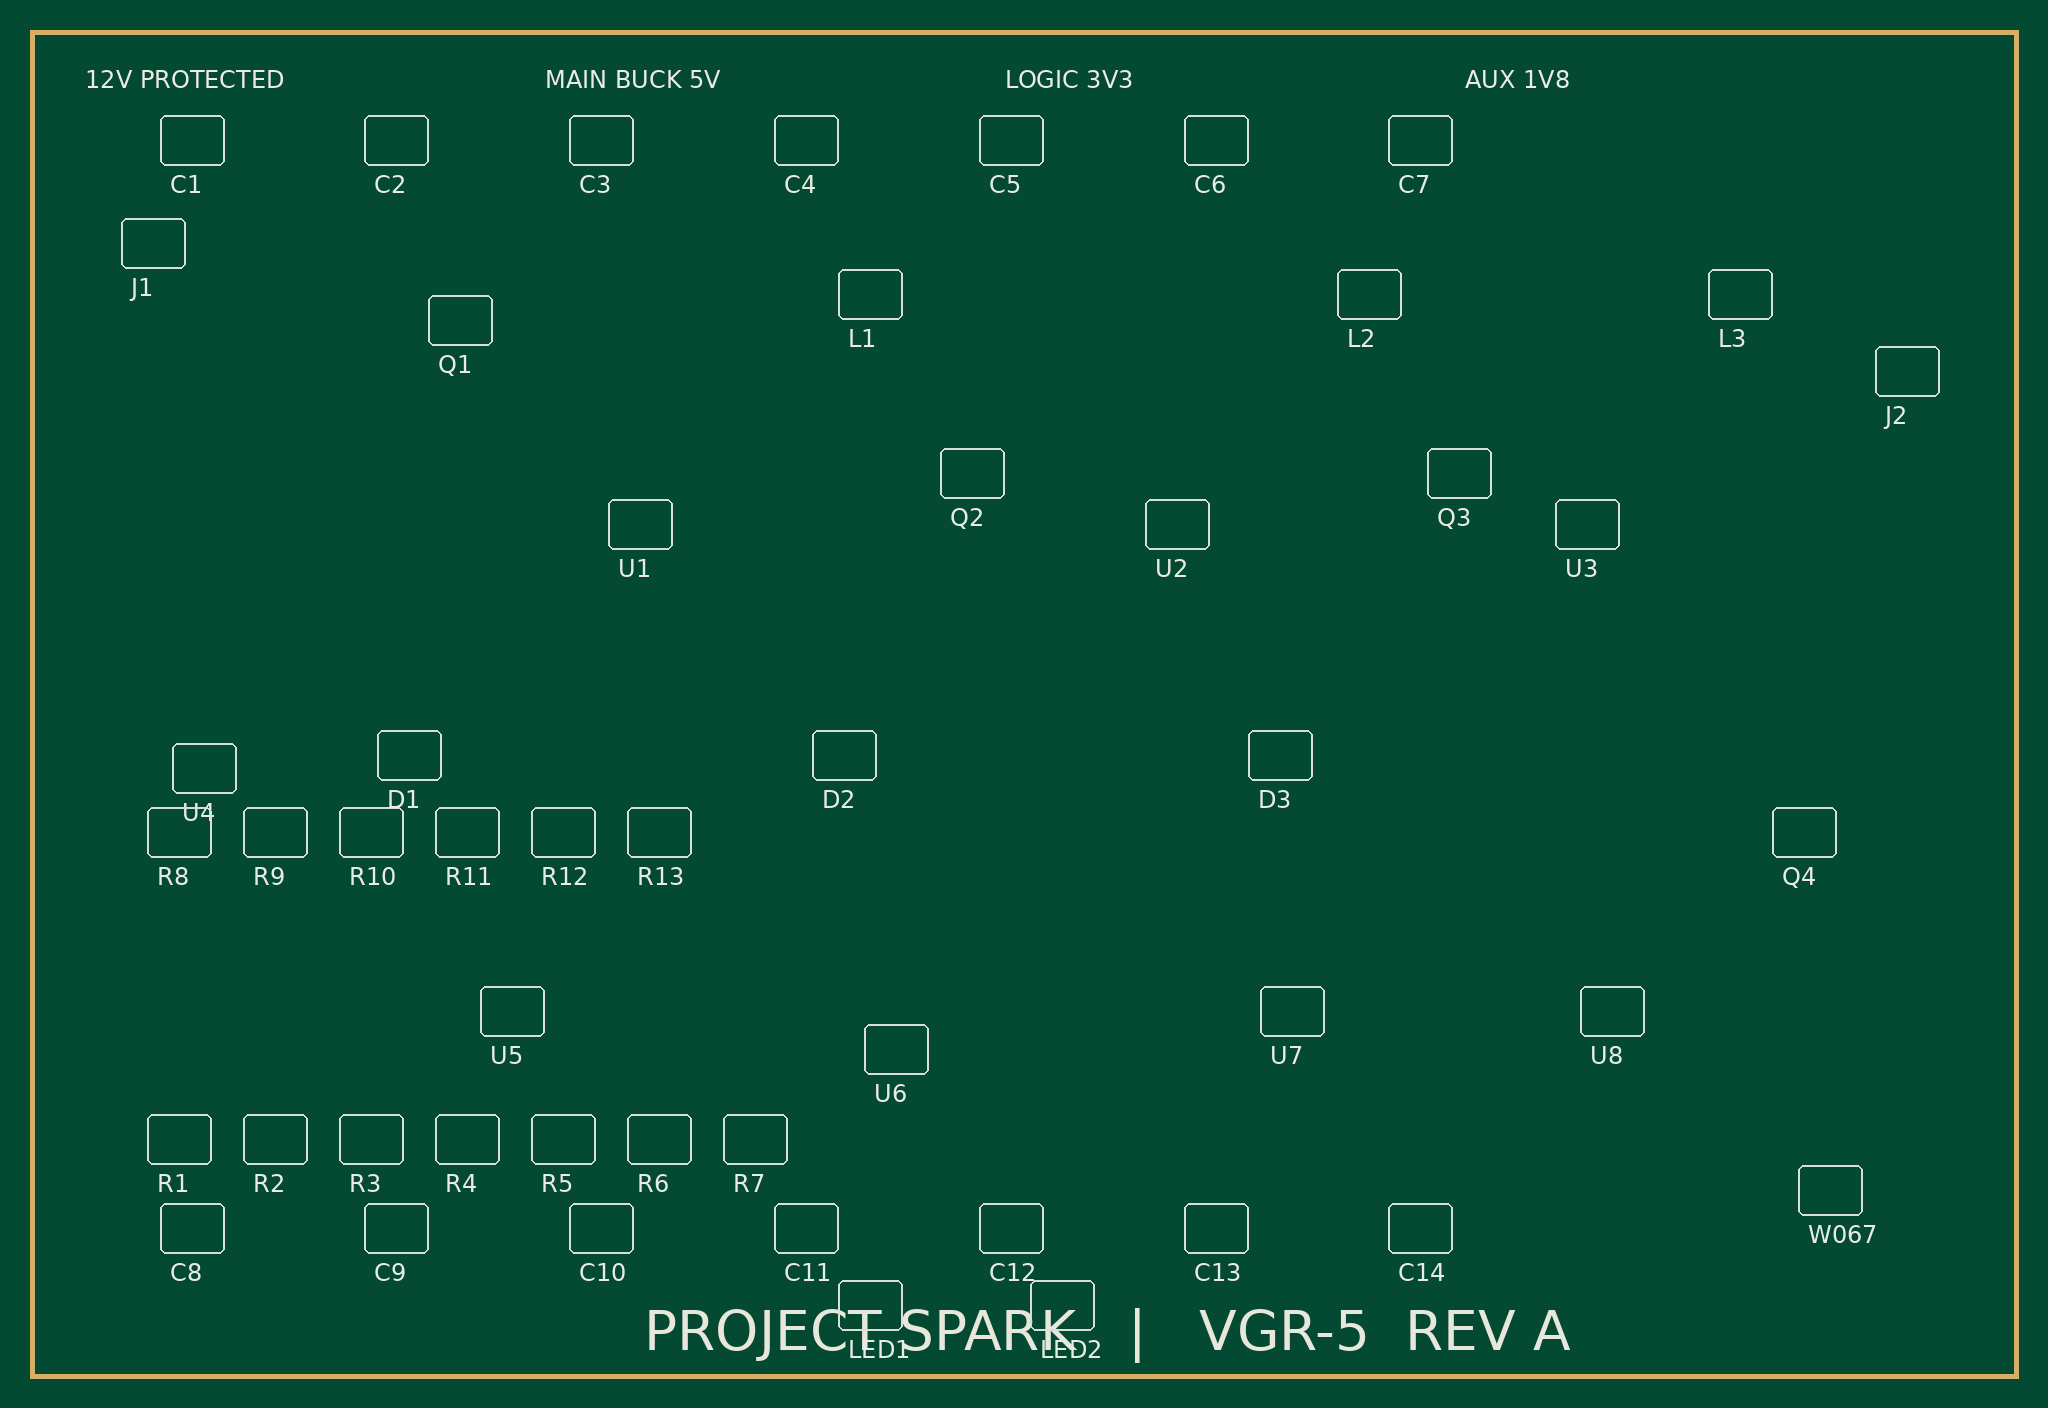 12V PROTECTED MAIN BUCK 5V LOGIC 3V3 AUX 1V8
C1 C2 C3 C4 C5 C6 C7
J1
L1 L2 L3
Q1
J2
Q2 Q3
U1 U2 U3
D1 D2 D3
U4
R8 R9 R10 R11 R12 R13 Q4
U5 U7 U8
U6
R1 R2 R3 R4 R5 R6 R7
W067
C8 C9 C10 C11 C12 C13 C14
PROJECT SPARK | VGR-5 REV A
LED1 LED2